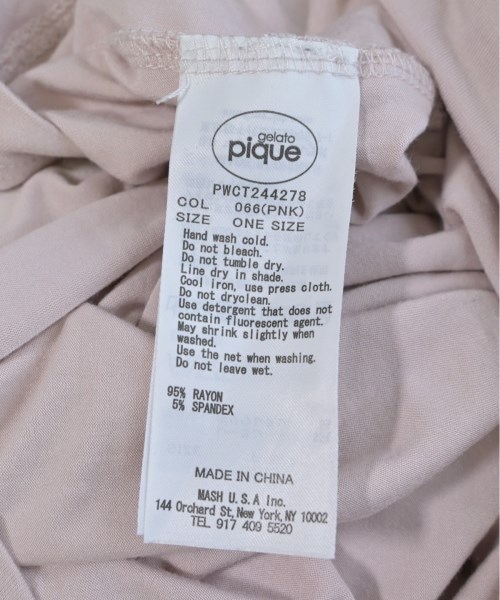 gelato
pique
PWCT244278
COL 066(PNK)
SIZE ONE SIZE
Hand wash cold.
Do not bleach.
Do not tumble dry.
Line dry in shade.
Cool iron, use press cloth.
Do not dryclean.
Use detergent that does not
contain fluorescent agent.
May shrink slightly when
washed.
Use the net when washing.
Do not leave wet.
95% RAYON
5% SPANDEX
MADE IN CHINA
MASH U.S.A Inc.
144 Orchard St, New York, NY 10002
TEL 917 409 5520